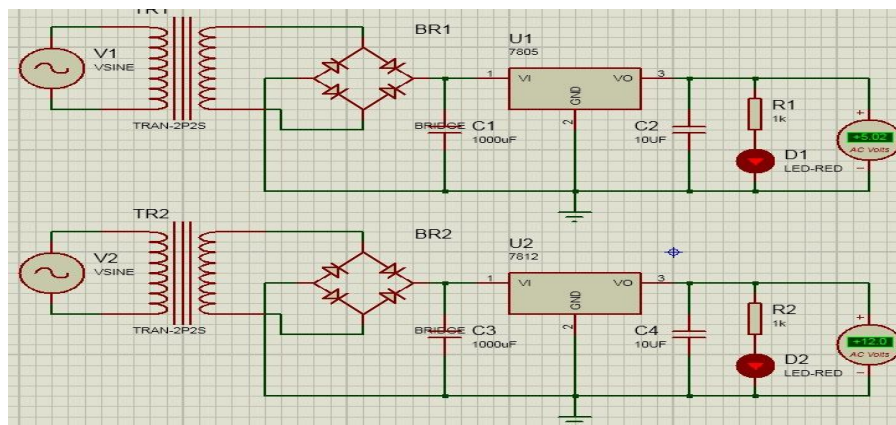 TR1
V1
VSINE
TRAN-2P2S
BR1
BRIDGE
C1
1000uF
U1
7805
1
VI
VO
3
GND
2
C2
10UF
R1
1k
D1
LED-RED
+
+5.02
AC Volts
−
TR2
V2
VSINE
TRAN-2P2S
BR2
BRIDGE
C3
1000uF
U2
7812
1
VI
VO
3
GND
2
C4
10UF
R2
1k
D2
LED-RED
+
+12.0
AC Volts
−